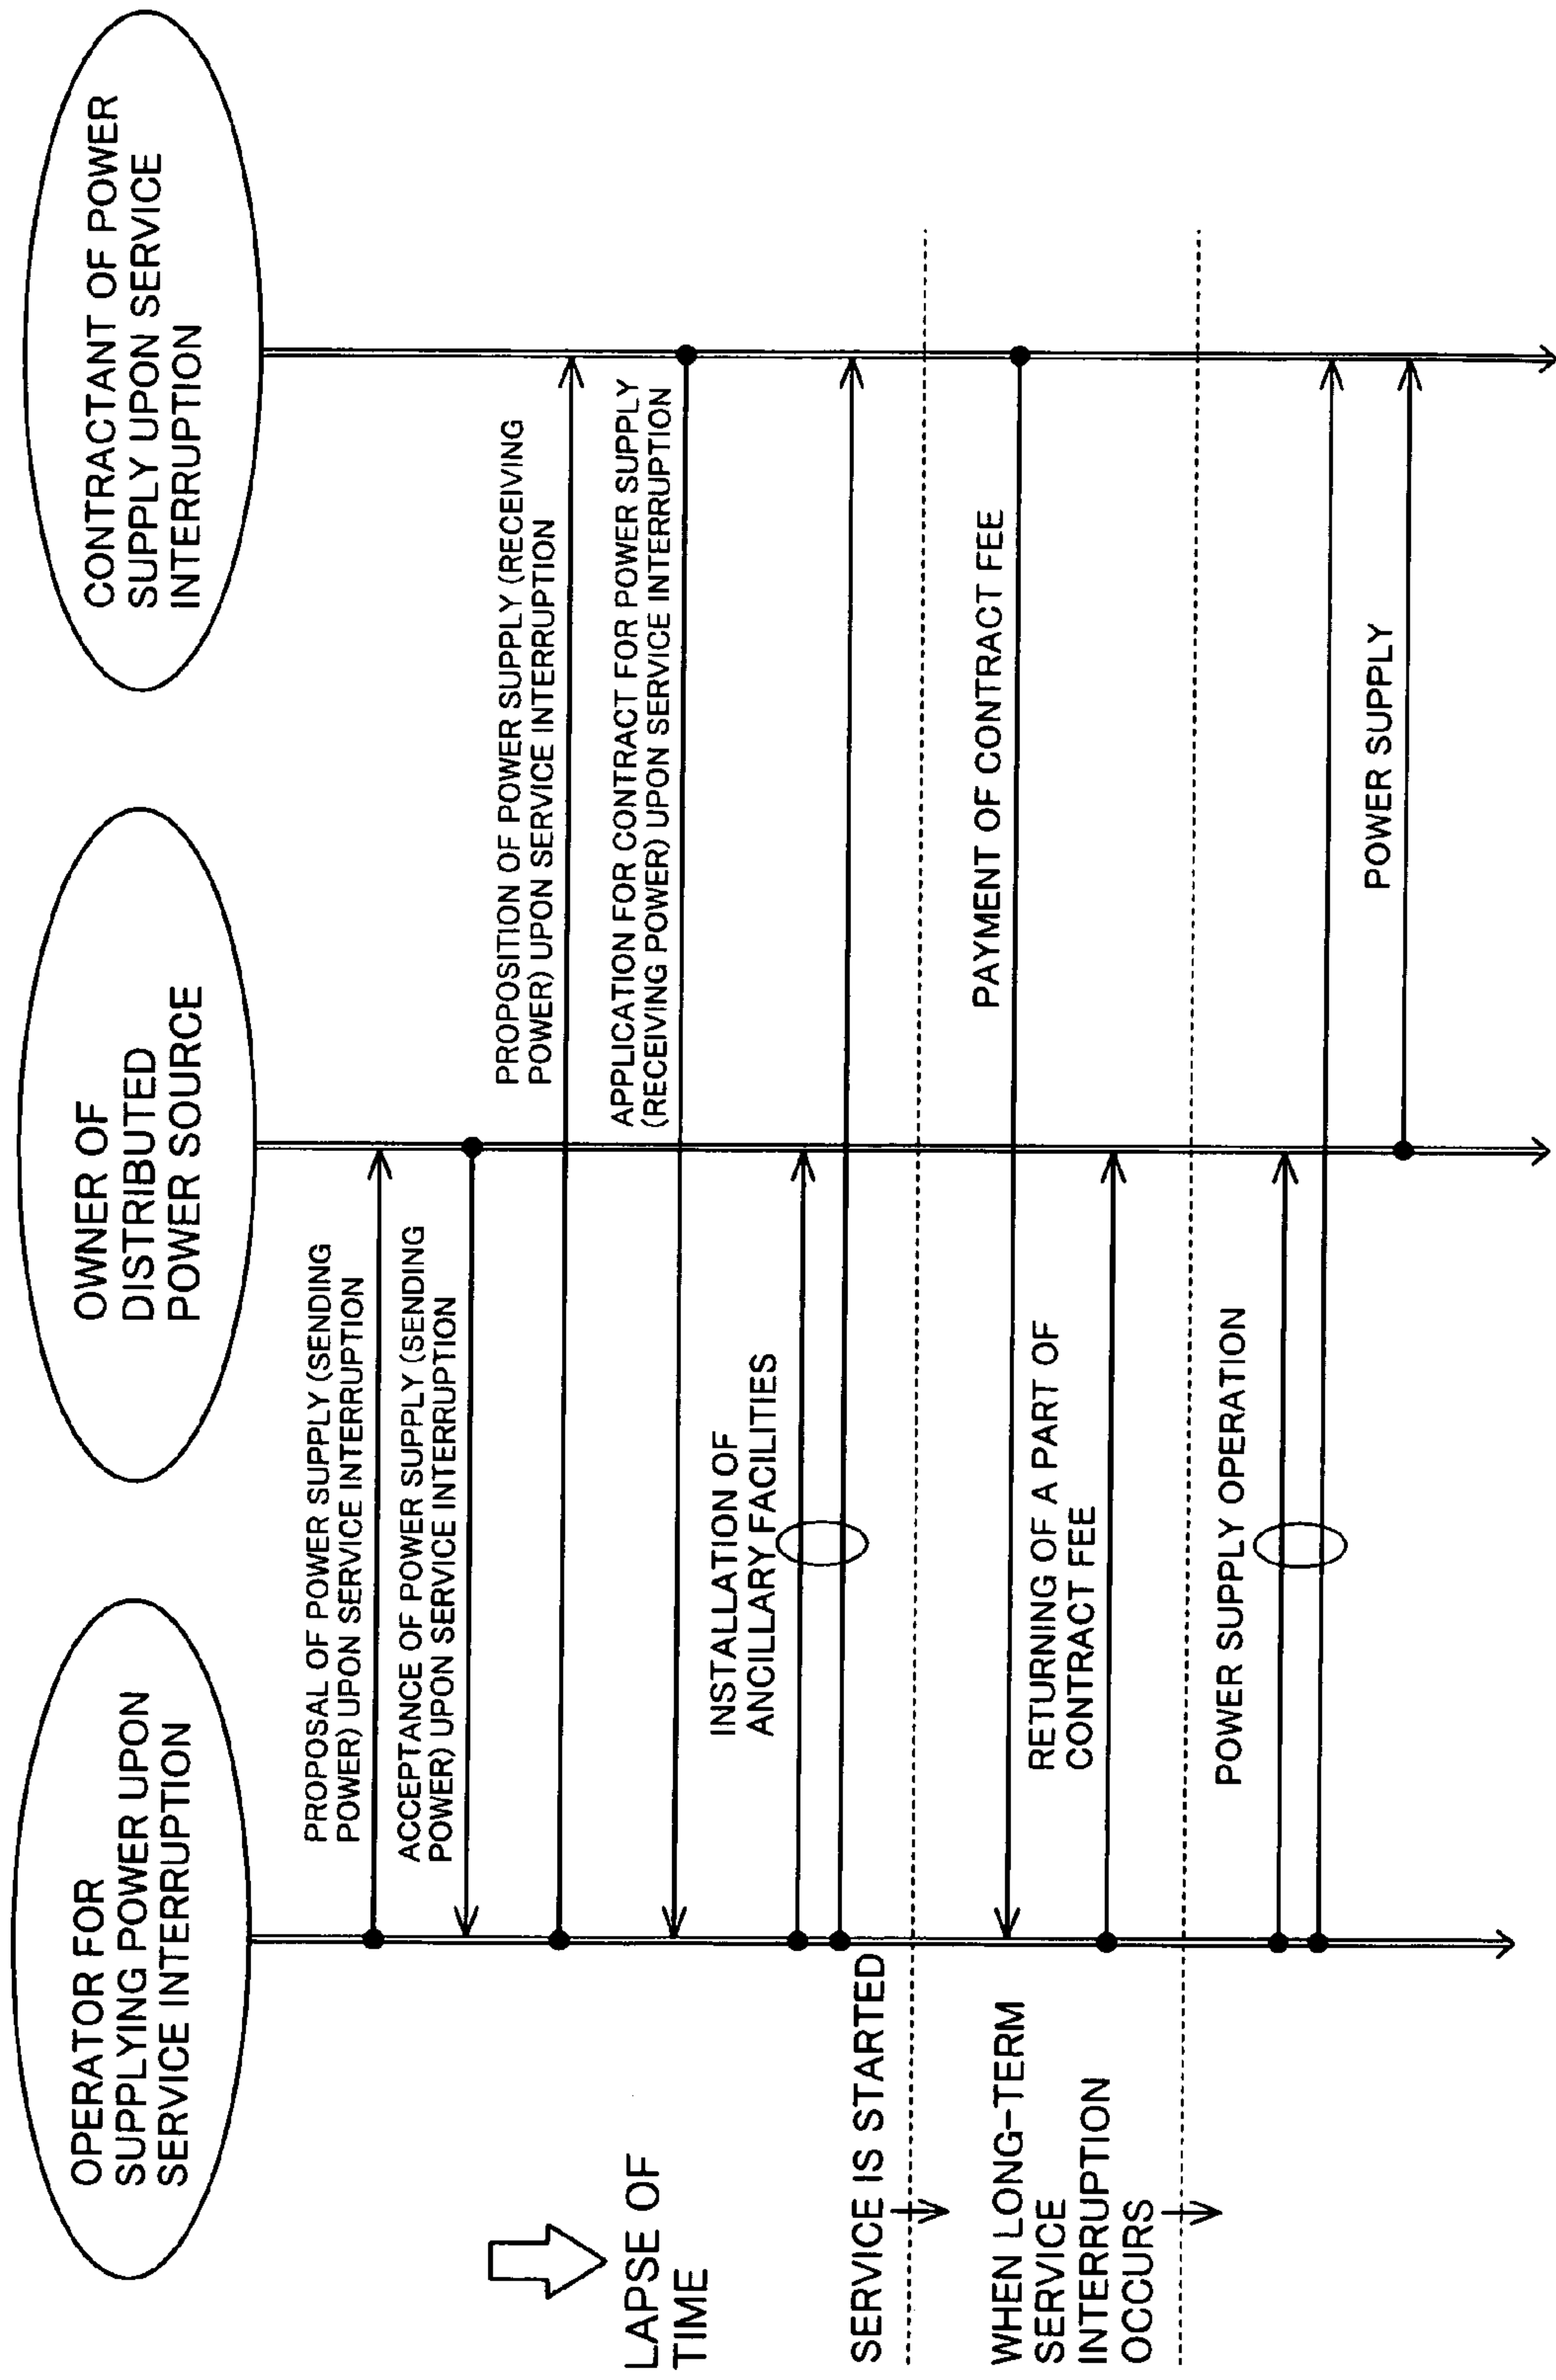 OPERATOR FOR
SUPPLYING POWER UPON
SERVICE INTERRUPTION
OWNER OF
DISTRIBUTED
POWER SOURCE
CONTRACTANT OF POWER
SUPPLY UPON SERVICE
INTERRUPTION
PROPOSAL OF POWER SUPPLY (SENDING
POWER) UPON SERVICE INTERRUPTION
ACCEPTANCE OF POWER SUPPLY (SENDING
POWER) UPON SERVICE INTERRUPTION
PROPOSITION OF POWER SUPPLY (RECEIVING
POWER) UPON SERVICE INTERRUPTION
APPLICATION FOR CONTRACT FOR POWER SUPPLY
(RECEIVING POWER) UPON SERVICE INTERRUPTION
LAPSE OF
TIME
INSTALLATION OF
ANCILLARY FACILITIES
SERVICE IS STARTED
PAYMENT OF CONTRACT FEE
RETURNING OF A PART OF
CONTRACT FEE
WHEN LONG-TERM
SERVICE
INTERRUPTION
OCCURS
POWER SUPPLY OPERATION
POWER SUPPLY